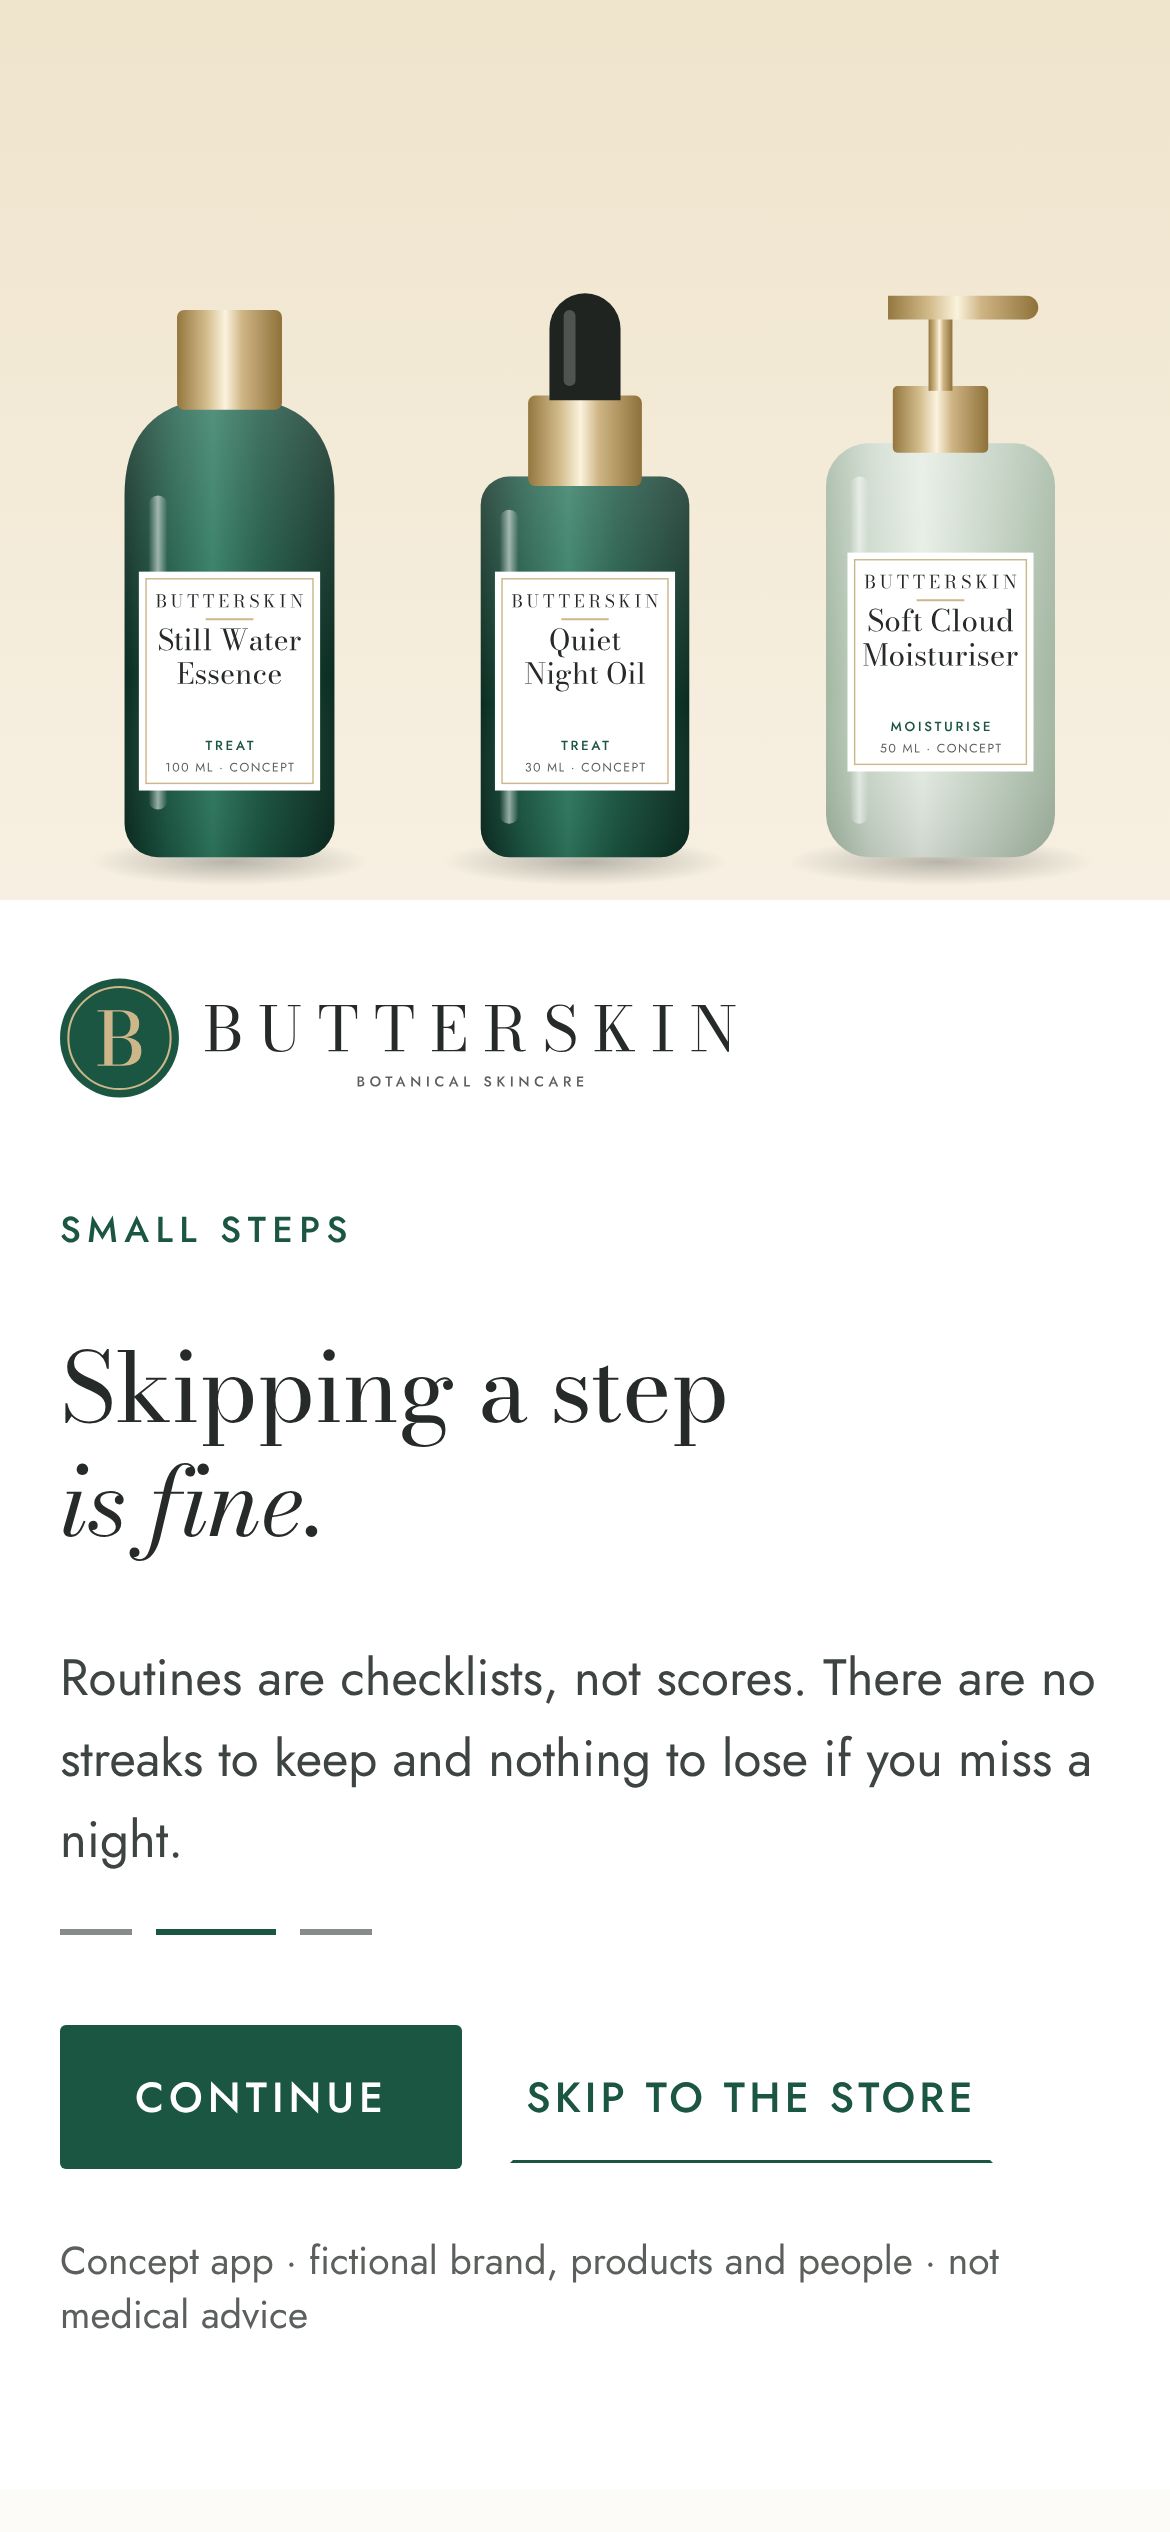 BUTTERSKIN
Still Water
Essence
TREAT
100 ML · CONCEPT
BUTTERSKIN
Quiet
Night Oil
TREAT
30 ML · CONCEPT
BUTTERSKIN
Soft Cloud
Moisturiser
MOISTURISE
50 ML · CONCEPT
B
BUTTERSKIN
BOTANICAL SKINCARE
SMALL STEPS
Skipping a step
is fine.
Routines are checklists, not scores. There are no
streaks to keep and nothing to lose if you miss a
night.
CONTINUE
SKIP TO THE STORE
Concept app · fictional brand, products and people · not
medical advice